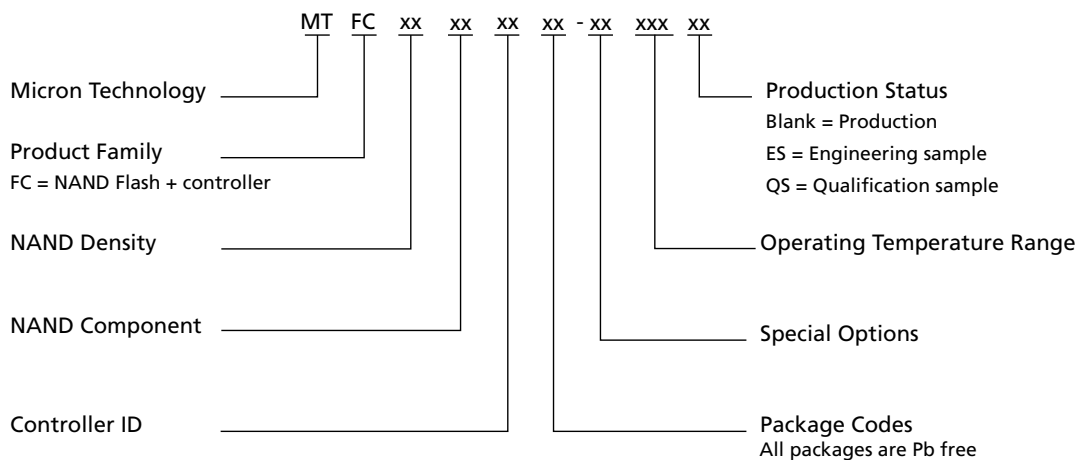 MT FC xx xx xx xx - xx xxx xx
Micron Technology
Production Status
Blank = Production
ES = Engineering sample
QS = Qualification sample
Product Family
FC = NAND Flash + controller
NAND Density
Operating Temperature Range
NAND Component
Special Options
Controller ID
Package Codes
All packages are Pb free